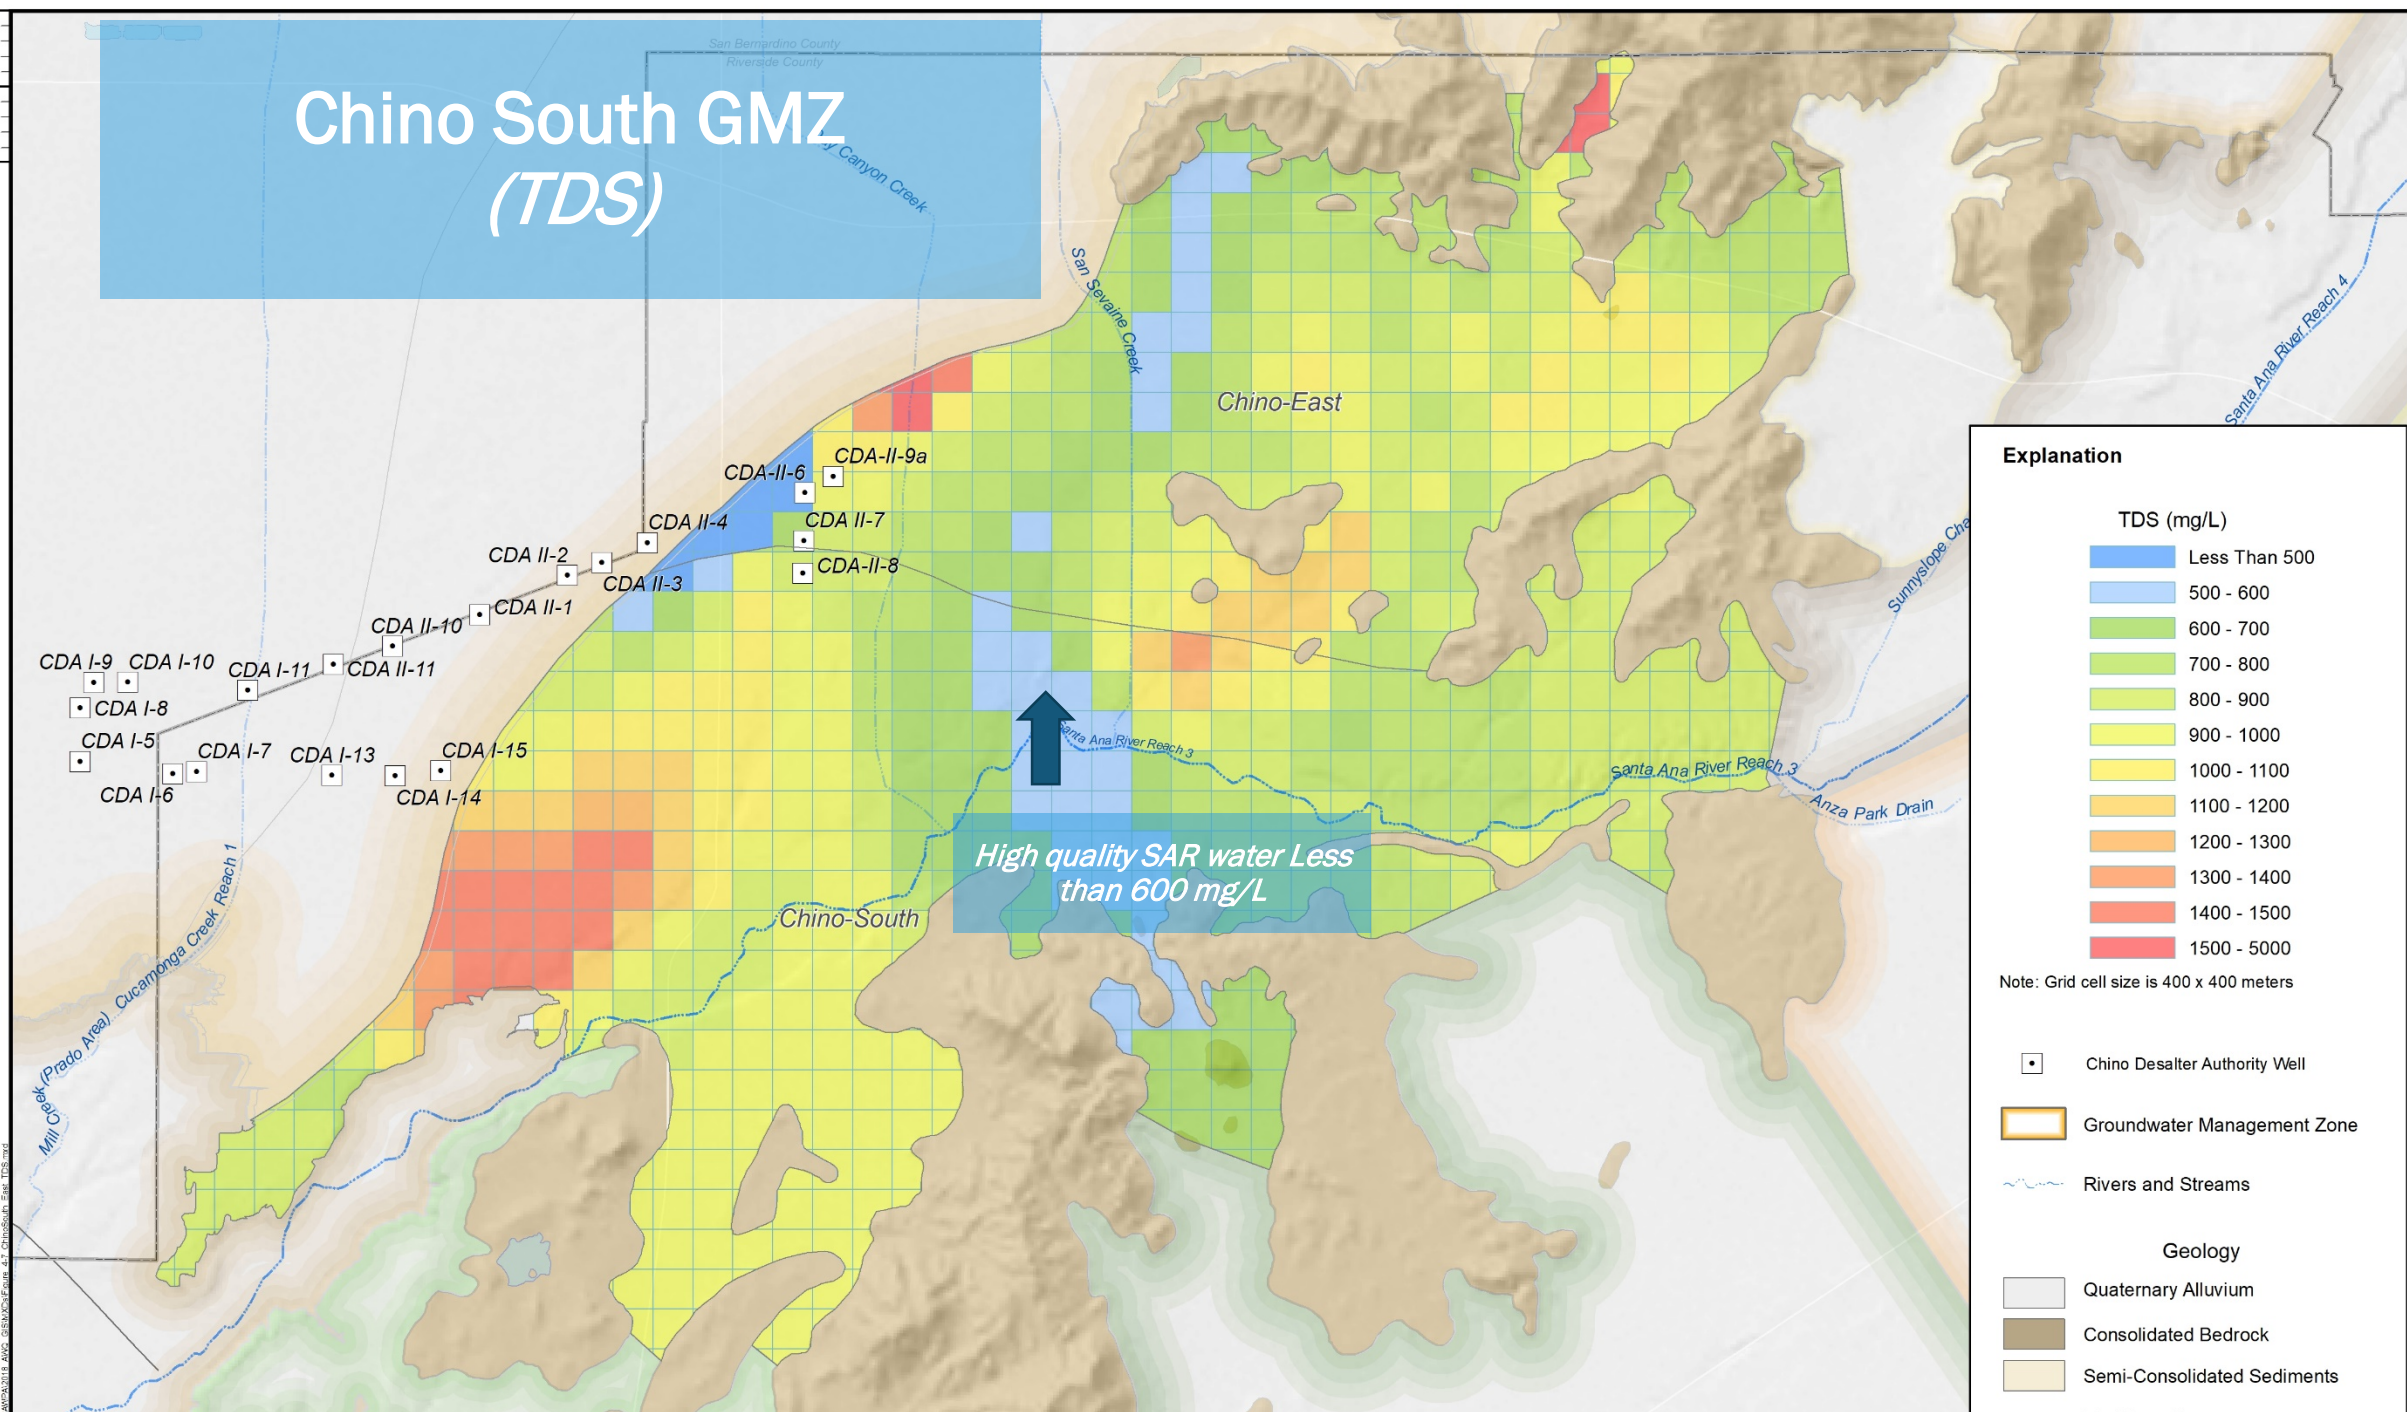 San Bernardino County
Riverside County
Chino South GMZ
(TDS)
Canyon Creek
San Sevaine Creek
Santa Ana River Reach 4
Chino-East
CDA-II-9a
CDA-II-6
CDA II-7
CDA II-4
CDA-II-8
CDA II-2
CDA II-3
CDA II-1
CDA II-10
CDA II-11
CDA I-9
CDA I-10
CDA I-11
CDA I-8
CDA I-5
CDA I-7
CDA I-13
CDA I-15
CDA I-6
CDA I-14
Santa Ana River Reach 3
Santa Ana River Reach 3
Anza Park Drain
Sunnyslope Cha
High quality SAR water Less
than 600 mg/L
Chino-South
Cucamonga Creek Reach 1
Mill Creek (Prado Area)
Explanation
TDS (mg/L)
Less Than 500
500 - 600
600 - 700
700 - 800
800 - 900
900 - 1000
1000 - 1100
1100 - 1200
1200 - 1300
1300 - 1400
1400 - 1500
1500 - 5000
Note: Grid cell size is 400 x 400 meters
Chino Desalter Authority Well
Groundwater Management Zone
Rivers and Streams
Geology
Quaternary Alluvium
Consolidated Bedrock
Semi-Consolidated Sediments